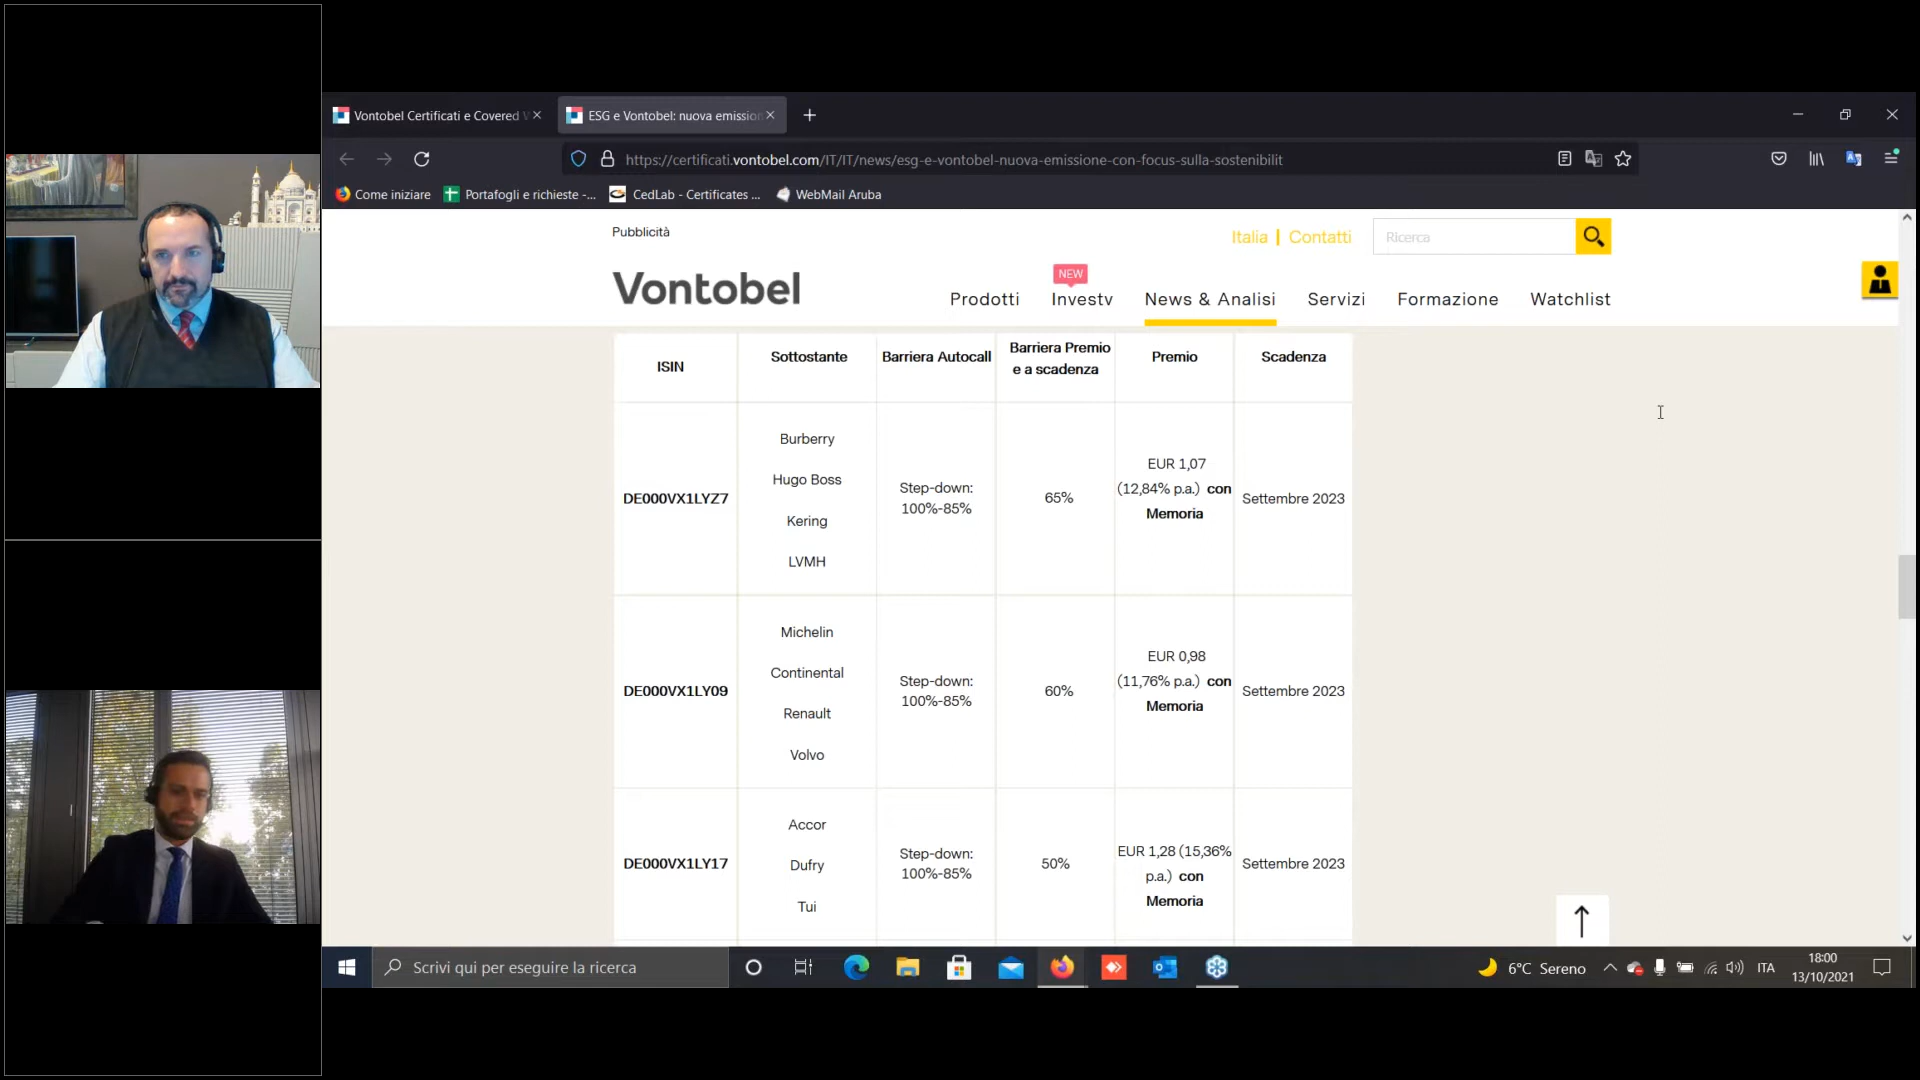 Vontobel Certificati e Covered
ESG e Vontobel: nuova emissio
https://certificati.vontobel.com/IT/IT/news/esg-e-vontobel-nuova-emissione-con-focus-sulla-sostenibilit
Come iniziare
Portafogli e richieste -...
CedLab - Certificates ...
WebMail Aruba
Pubblicità
Italia | Contatti
Ricerca
Vontobel
NEW
Prodotti
Investv
News & Analisi
Servizi
Formazione
Watchlist
ISIN
Sottostante
Barriera Autocall
Barriera Premio
e a scadenza
Premio
Scadenza
DE000VX1LYZ7
Burberry
Hugo Boss
Kering
LVMH
Step-down:
100%-85%
65%
EUR 1,07
(12,84% p.a.) con
Memoria
Settembre 2023
DE000VX1LY09
Michelin
Continental
Renault
Volvo
Step-down:
100%-85%
60%
EUR 0,98
(11,76% p.a.) con
Memoria
Settembre 2023
DE000VX1LY17
Accor
Dufry
Tui
Step-down:
100%-85%
50%
EUR 1,28 (15,36%
p.a.) con
Memoria
Settembre 2023
Scrivi qui per eseguire la ricerca
6°C Sereno
ITA
18:00
13/10/2021